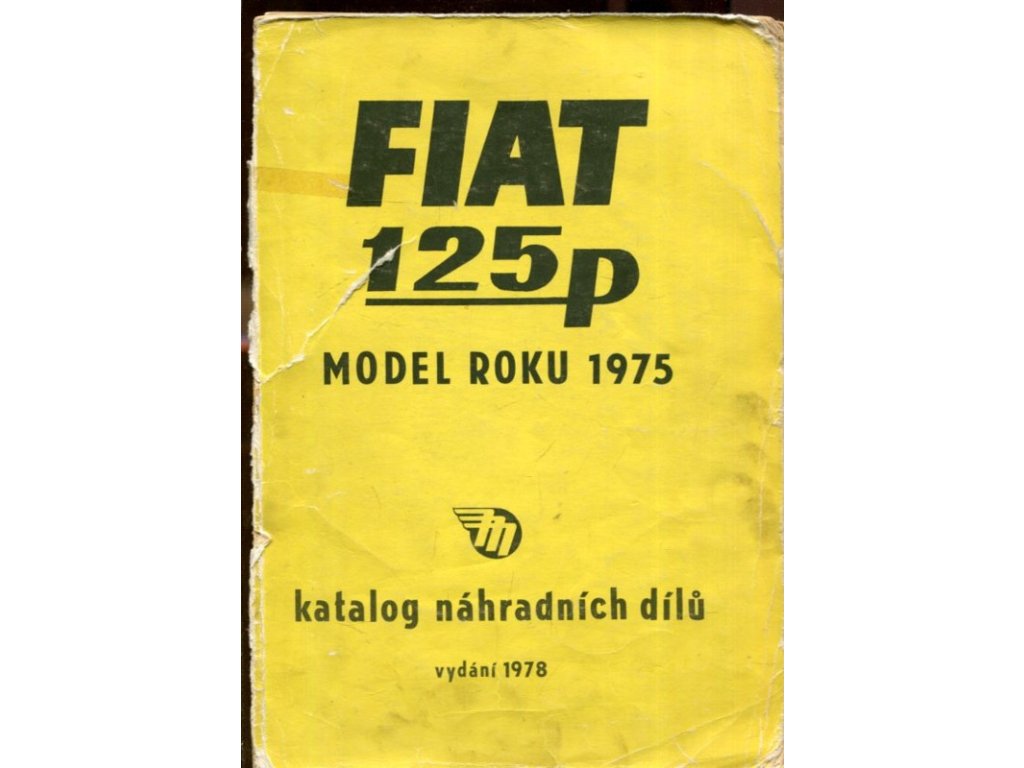 FIAT
125p
MODEL ROKU 1975
M
katalog náhradních dílů
vydání 1978